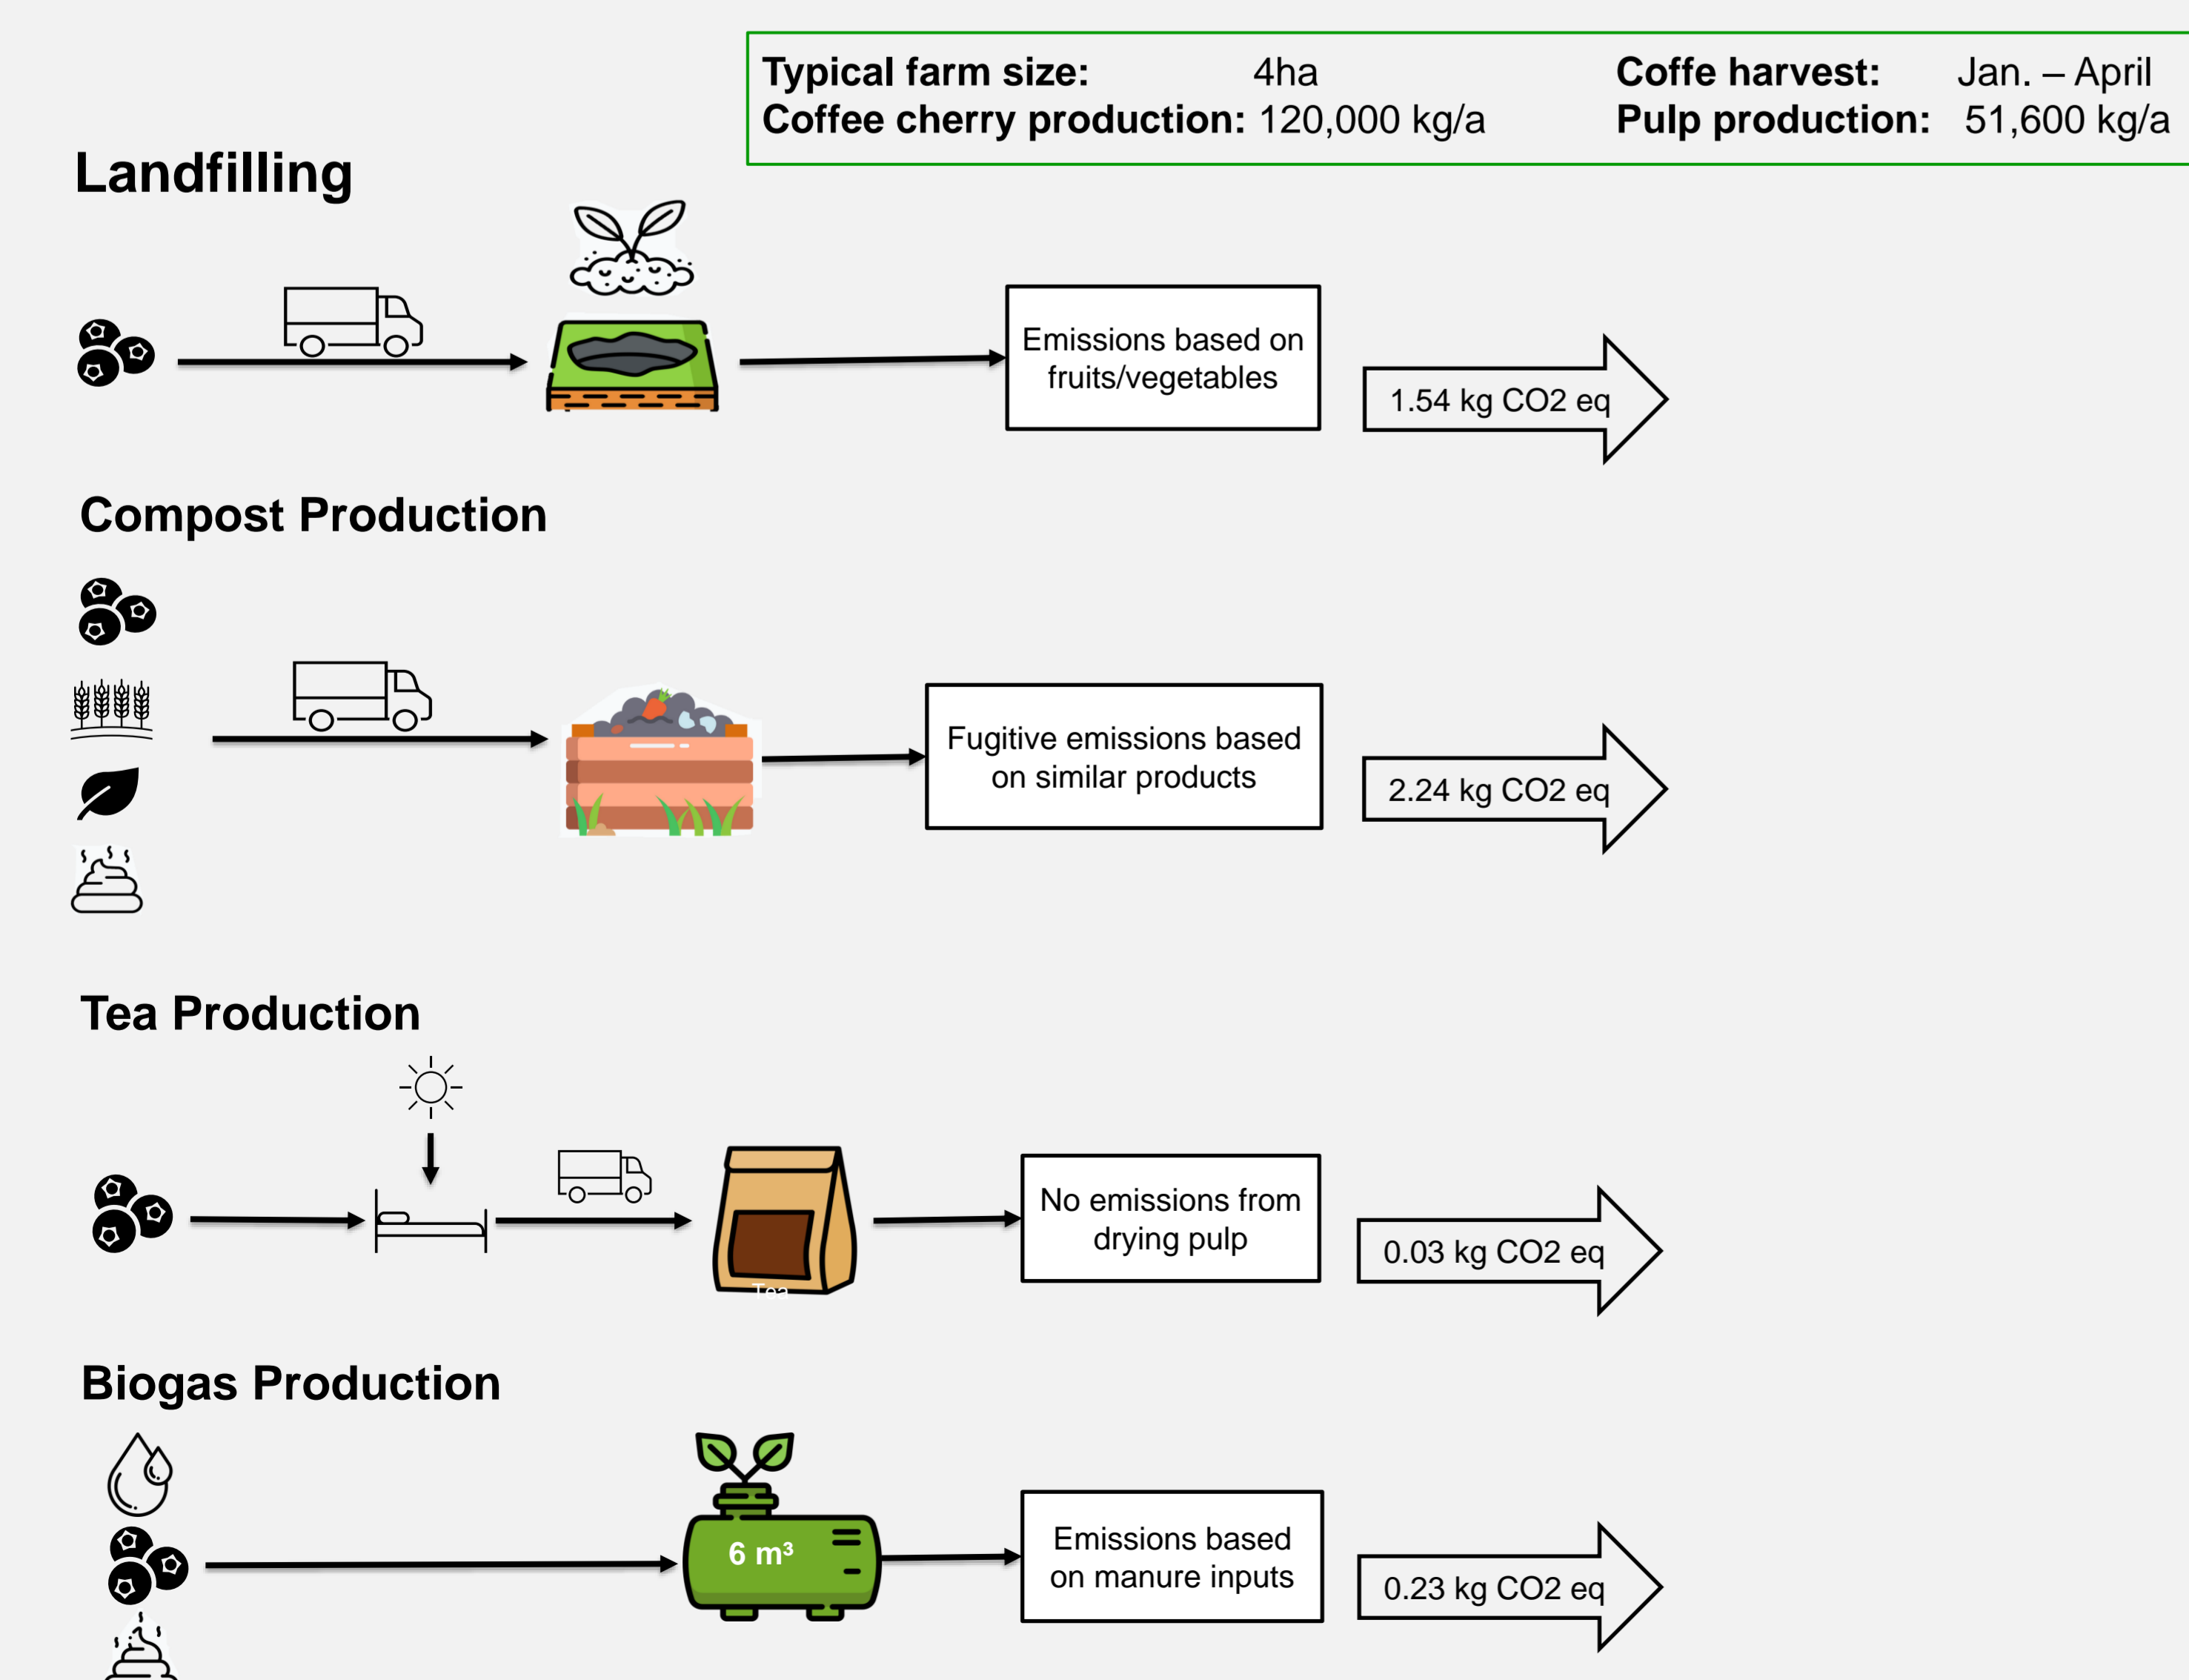 Typical farm size: 4ha Coffe harvest: Jan. – April
Coffee cherry production: 120,000 kg/a Pulp production: 51,600 kg/a
Landfilling
Emissions based on
fruits/vegetables
1.54 kg CO2 eq
Compost Production
Fugitive emissions based
on similar products
2.24 kg CO2 eq
Tea Production
Tea
No emissions from
drying pulp
0.03 kg CO2 eq
Biogas Production
6 m³
Emissions based
on manure inputs
0.23 kg CO2 eq